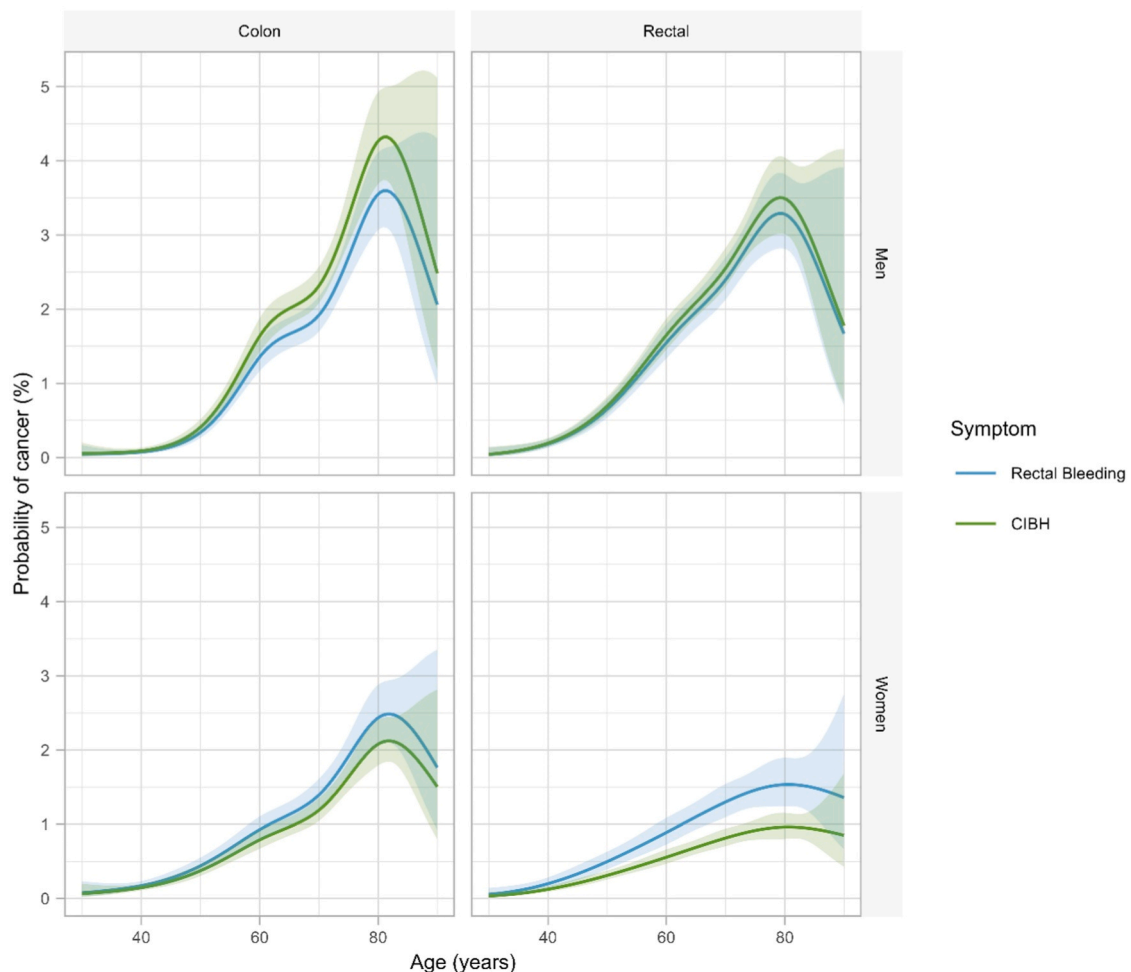 Colon
Rectal
5
4
3
2
1
0
Men
5
4
3
2
1
0
Women
Probability of cancer (%)
40
60
80
40
60
80
Age (years)
Symptom
Rectal Bleeding
CIBH